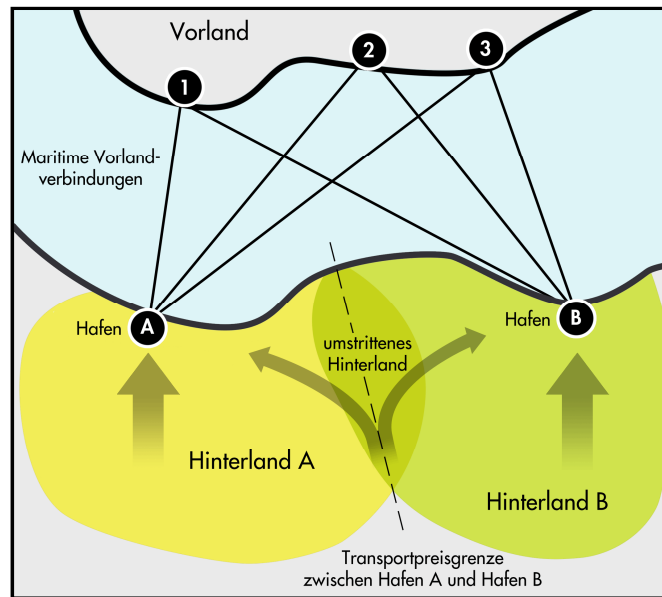 Vorland
1
2
3
Maritime Vorland-
verbindungen
Hafen A
Hafen B
umstrittenes
Hinterland
Hinterland A
Hinterland B
Transportpreisgrenze
zwischen Hafen A und Hafen B